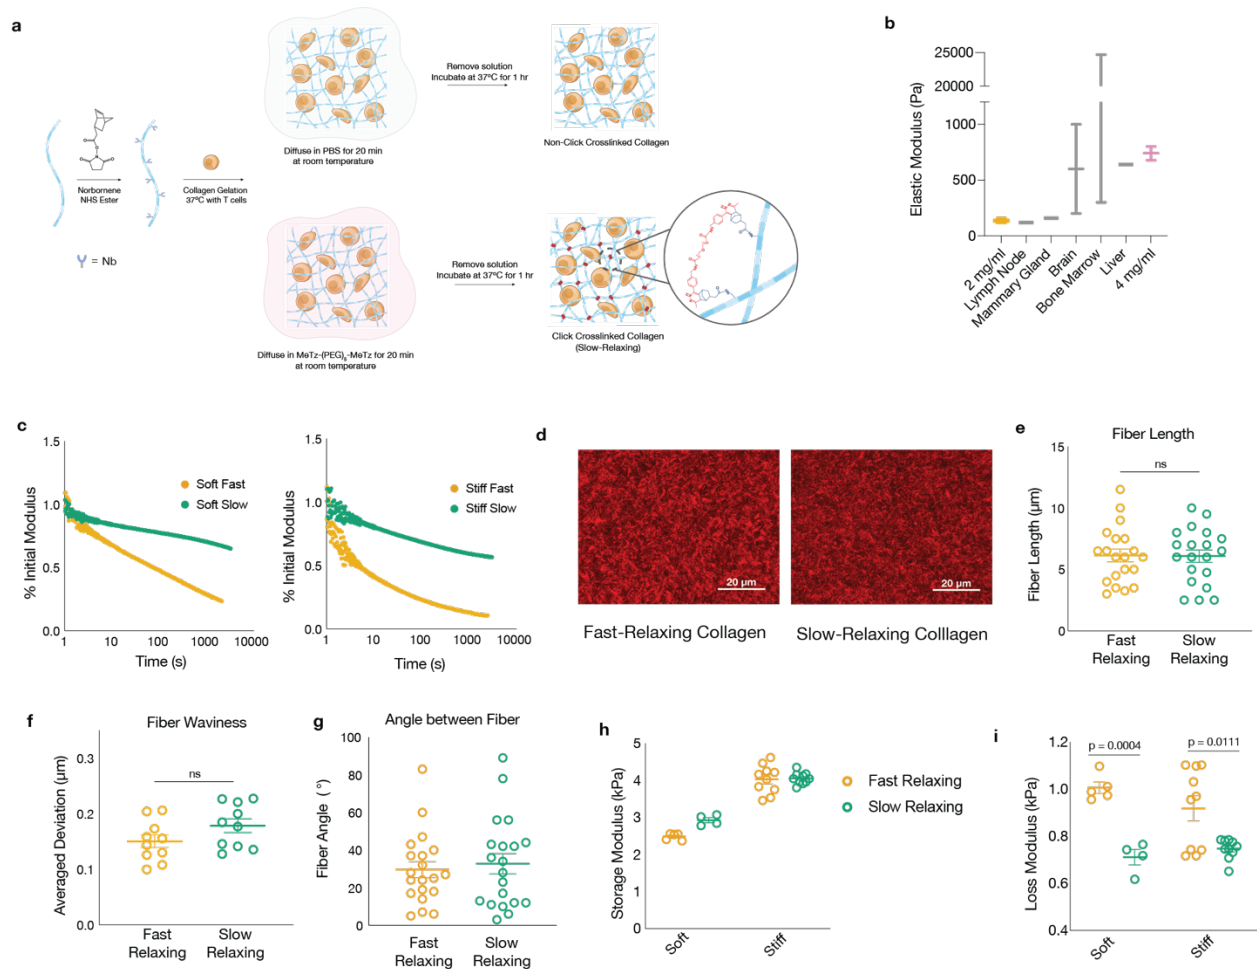 a
Norbornene
NHS Ester
Collagen Gelation
37ºC with T cells
= Nb
Diffuse in PBS for 20 min
at room temperature
Remove solution
Incubate at 37ºC for 1 hr
Non-Click Crosslinked Collagen
Diffuse in MeTz-(PEG)₅-MeTz for 20 min
at room temperature
Remove solution
Incubate at 37ºC for 1 hr
Click Crosslinked Collagen
(Slow-Relaxing)
b
Elastic Modulus (Pa)
25000
20000
15000
1000
500
0
2 mg/ml
Lymph Node
Mammary Gland
Brain
Bone Marrow
Liver
4 mg/ml
c
% Initial Modulus
1.5
1.0
0.5
0.0
1
10
100
1000
10000
Time (s)
Soft Fast
Soft Slow
% Initial Modulus
1.5
1.0
0.5
0.0
1
10
100
1000
10000
Time (s)
Stiff Fast
Stiff Slow
d
20 µm
20 µm
Fast-Relaxing Collagen
Slow-Relaxing Colllagen
e
Fiber Length
ns
Fiber Length (µm)
15
10
5
0
Fast
Relaxing
Slow
Relaxing
f
Fiber Waviness
ns
Averaged Deviation (µm)
0.3
0.2
0.1
0.0
Fast
Relaxing
Slow
Relaxing
g
Angle between Fiber
Fiber Angle (°)
100
80
60
40
20
0
Fast
Relaxing
Slow
Relaxing
h
Storage Modulus (kPa)
5
4
3
2
1
0
Soft
Stiff
Fast Relaxing
Slow Relaxing
i
p = 0.0004
p = 0.0111
Loss Modulus (kPa)
1.2
1.0
0.8
0.6
0.4
Soft
Stiff